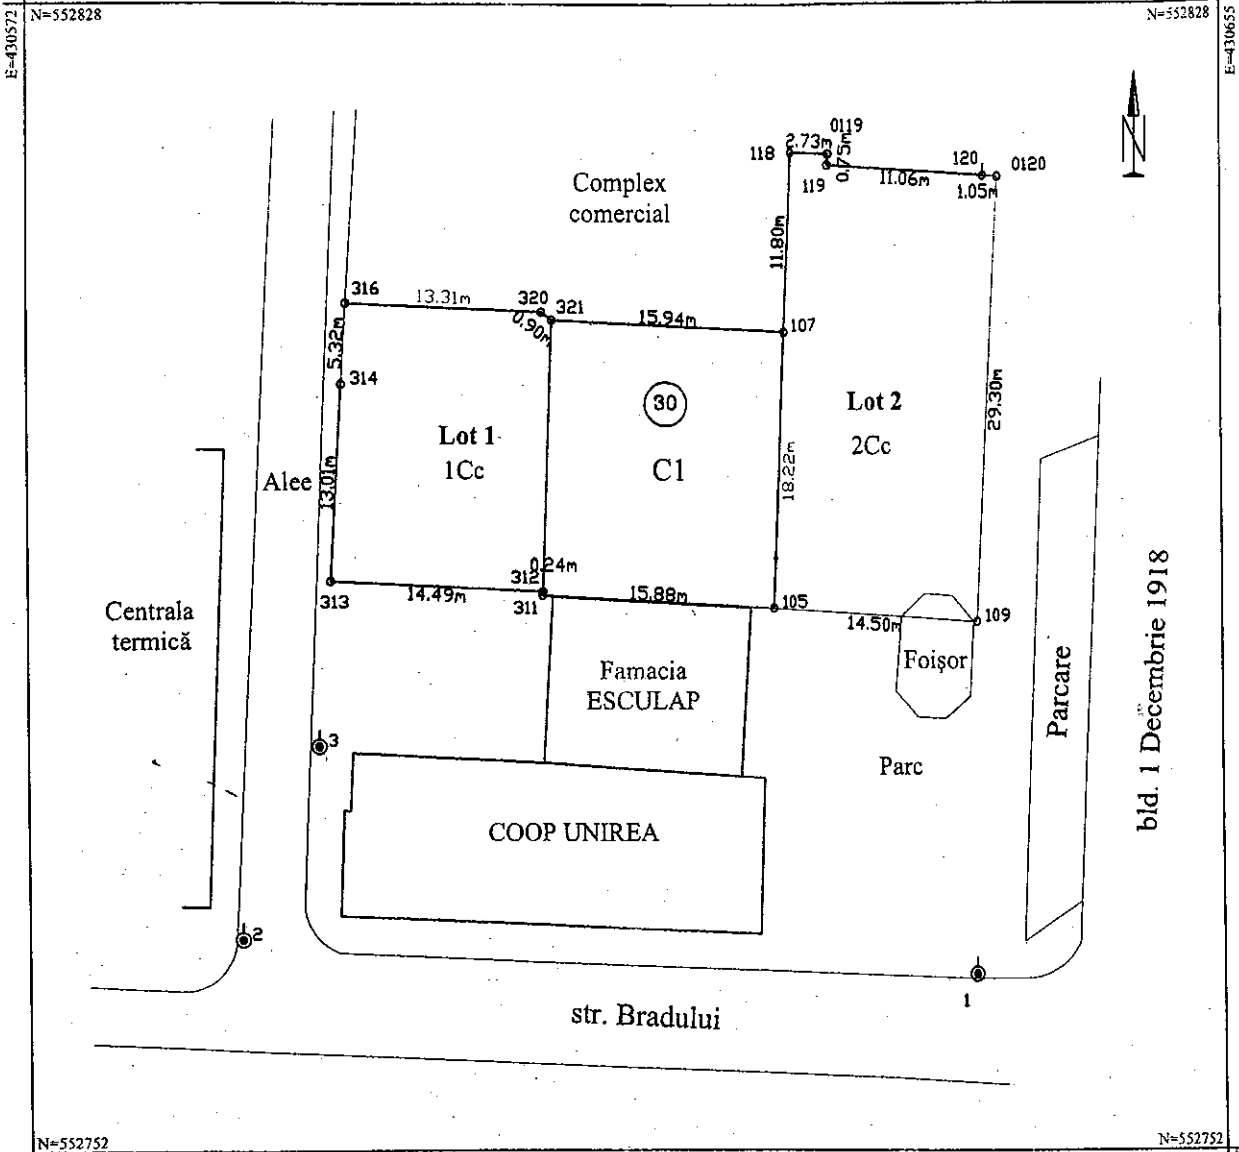 N=552828
N=552828
E=430572
E=430655
N
118
2.73m
0119
0.75m
119
11.06m
120
0120
1.05m
Complex
comercial
11.80m
316
13.31m
320
321
0.90m
15.94m
107
5.32m
314
30
Lot 2
2Cc
29.30m
Lot 1
1Cc
C1
18.22m
Alee
13.01m
0.24m
312
313
14.49m
311
15.88m
105
14.50m
109
Centrala
termică
Famacia
ESCULAP
Foişor
Parcare
bld. 1 Decembrie 1918
3
Parc
COOP UNIREA
2
1
str. Bradului
N=552752
N=552752